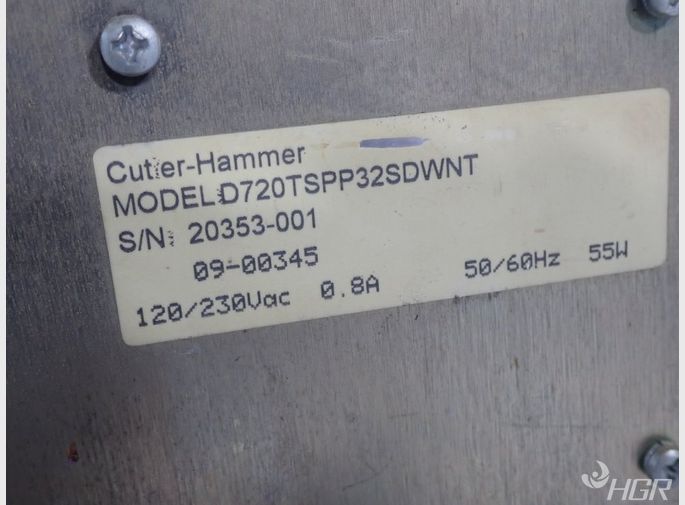 Cutler-Hammer
MODEL D720TSPP32SDWNT
S/N: 20353-001
09-00345
120/230Vac 0.8A 50/60Hz 55W
HGR